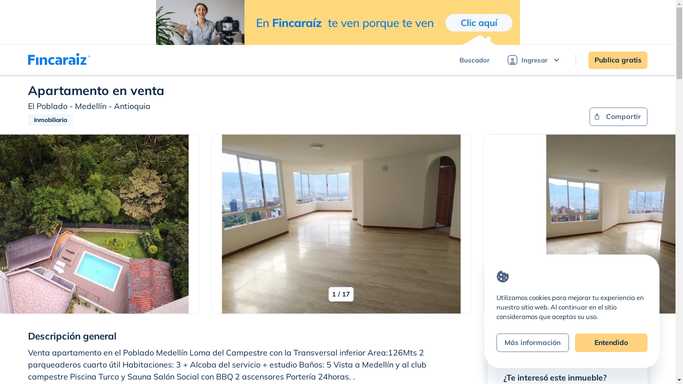 En Fincaraíz te ven porque te ven
Clic aquí
Fincaraiz
Buscador
Ingresar
Publica gratis
Apartamento en venta
El Poblado - Medellín - Antioquia
Inmobiliaria
Compartir
1 / 17
Utilizamos cookies para mejorar tu experiencia en
nuestro sitio web. Al continuar en el sitio
consideramos que aceptas su uso.
Más información
Entendido
Descripción general
Venta apartamento en el Poblado Medellín Loma del Campestre con la Transversal inferior Area:126Mts 2
parqueaderos cuarto útil Habitaciones: 3 + Alcoba del servicio + estudio Baños: 5 Vista a Medellín y al club
campestre Piscina Turco y Sauna Salón Social con BBQ 2 ascensores Portería 24horas, .
¿Te interesó este inmueble?